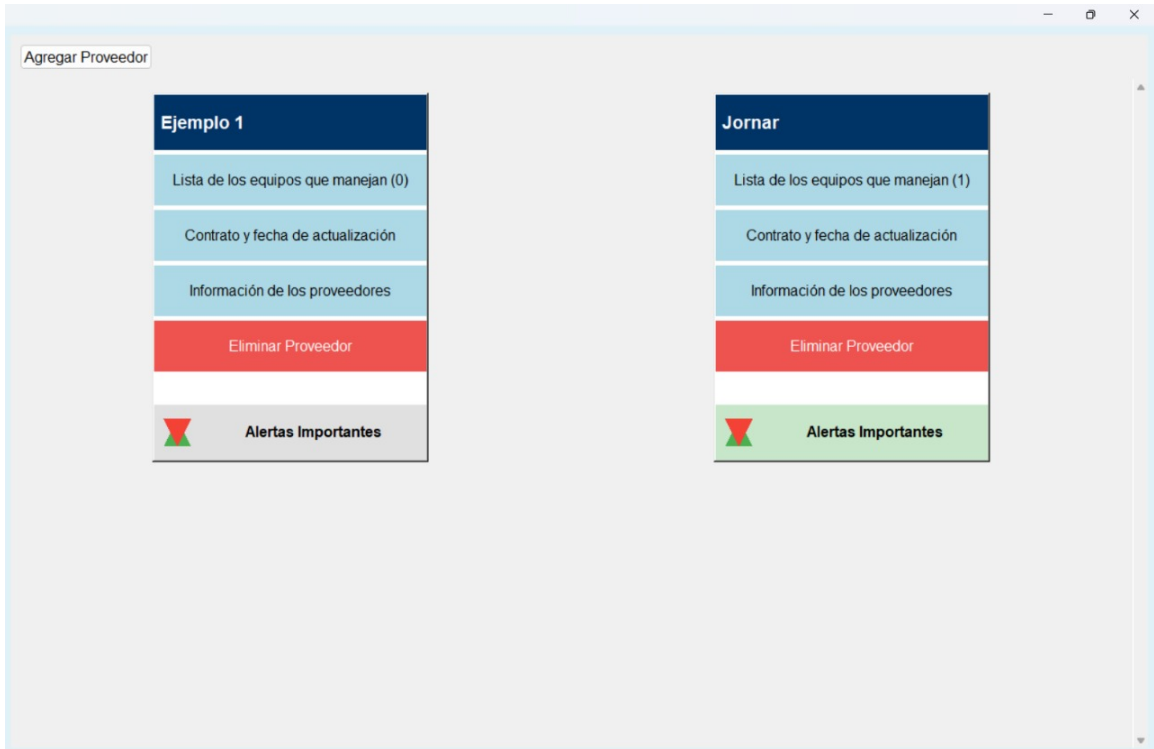 Agregar Proveedor
Ejemplo 1
Lista de los equipos que manejan (0)
Contrato y fecha de actualización
Información de los proveedores
Eliminar Proveedor
Alertas Importantes
Jornar
Lista de los equipos que manejan (1)
Contrato y fecha de actualización
Información de los proveedores
Eliminar Proveedor
Alertas Importantes